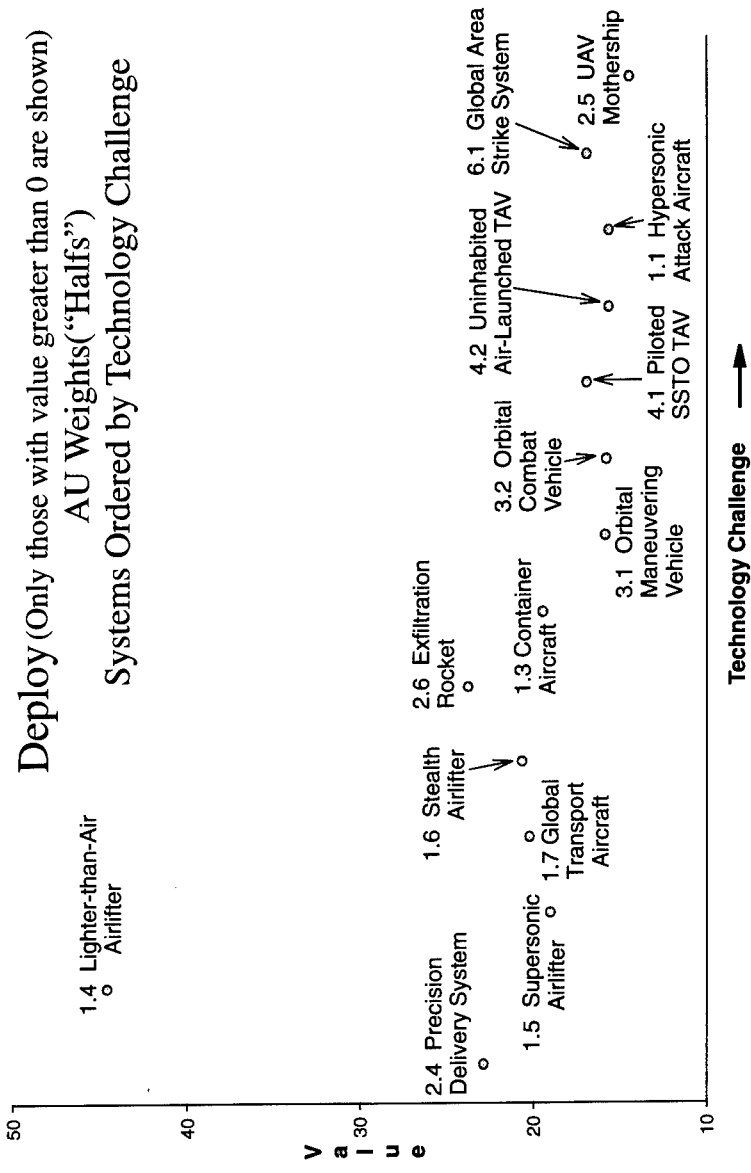 Deploy (Only those with value greater than 0 are shown)
AU Weights(“Halfs”)
Systems Ordered by Technology Challenge
50
40
30
20
10
V
a
l
u
e
1.4 Lighter-than-Air
Airlifter
2.4 Precision
Delivery System
1.5 Supersonic
Airlifter
1.7 Global
Transport
Aircraft
1.6 Stealth
Airlifter
2.6 Exfiltration
Rocket
1.3 Container
Aircraft
3.1 Orbital
Maneuvering
Vehicle
3.2 Orbital
Combat
Vehicle
4.1 Piloted
SSTO TAV
4.2 Uninhabited
Air-Launched TAV
1.1 Hypersonic
Attack Aircraft
6.1 Global Area
Strike System
2.5 UAV
Mothership
Technology Challenge